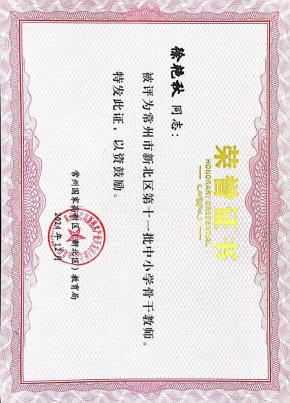 荣誉证书
HONORARY CREDENTIAL
徐艳秋 同志：
被评为常州市新北区第十一批中小学骨干教师。
特发此证，以资鼓励。
常州国家高新区（新北区）教育局
2024年12月